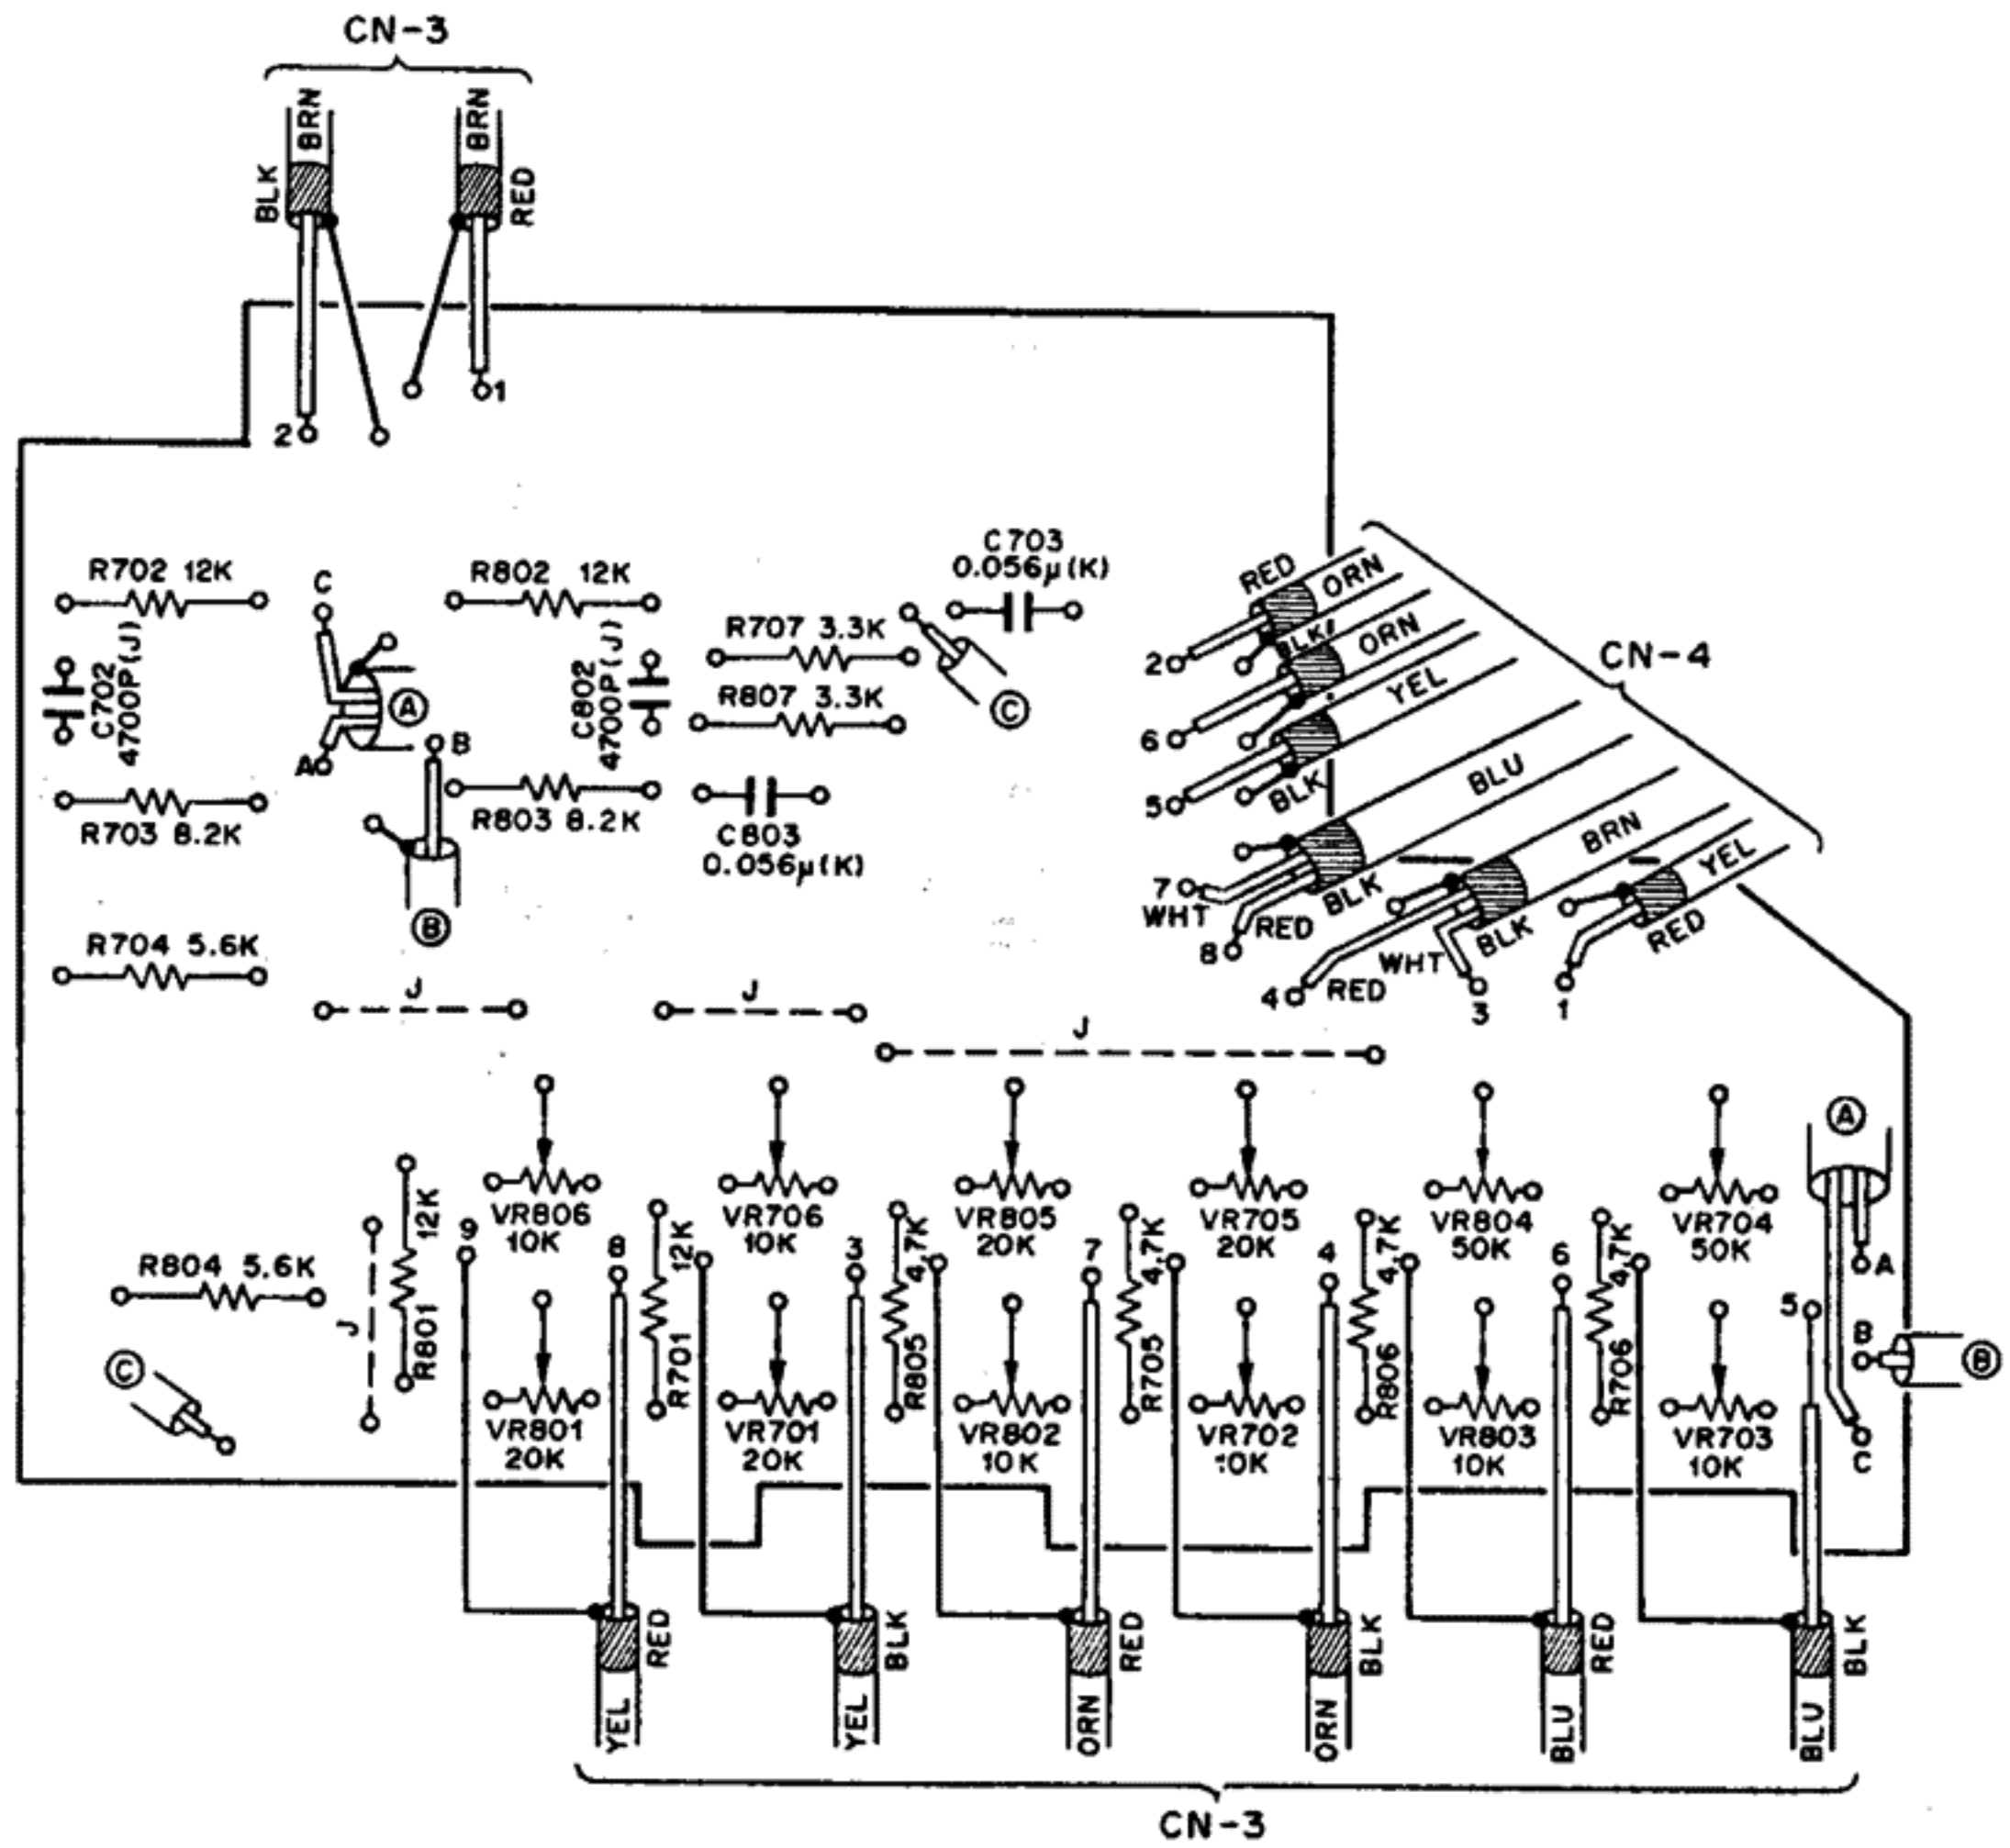 CN-3
BRN
BRN
BLK
RED
1
2
C703
0.056µ(K)
R702 12K
C
R802 12K
RED
ORN
BLK
ORN
CN-4
R707 3.3K
2
C702
4700P(J)
C802
4700P(J)
YEL
R807 3.3K
A
C
6
B
A
BLU
BLK
5
R703 8.2K
R803 8.2K
C803
0.056µ(K)
BRN
YEL
7
WHT
BLK
RED
8
B
BLK
RED
WHT
R704 5.6K
4
RED
3
1
J
J
J
A
12K
9
VR806
10K
8
12K
VR706
10K
3
4.7K
VR805
20K
7
4.7K
VR705
20K
4
4.7K
VR804
50K
6
4.7K
VR704
50K
A
R804 5.6K
5
J
R801
R701
R805
R705
R806
R706
B
B
C
VR801
20K
VR701
20K
VR802
10K
VR702
10K
VR803
10K
VR703
10K
C
RED
BLK
RED
BLK
RED
BLK
YEL
YEL
ORN
ORN
BLU
BLU
CN-3